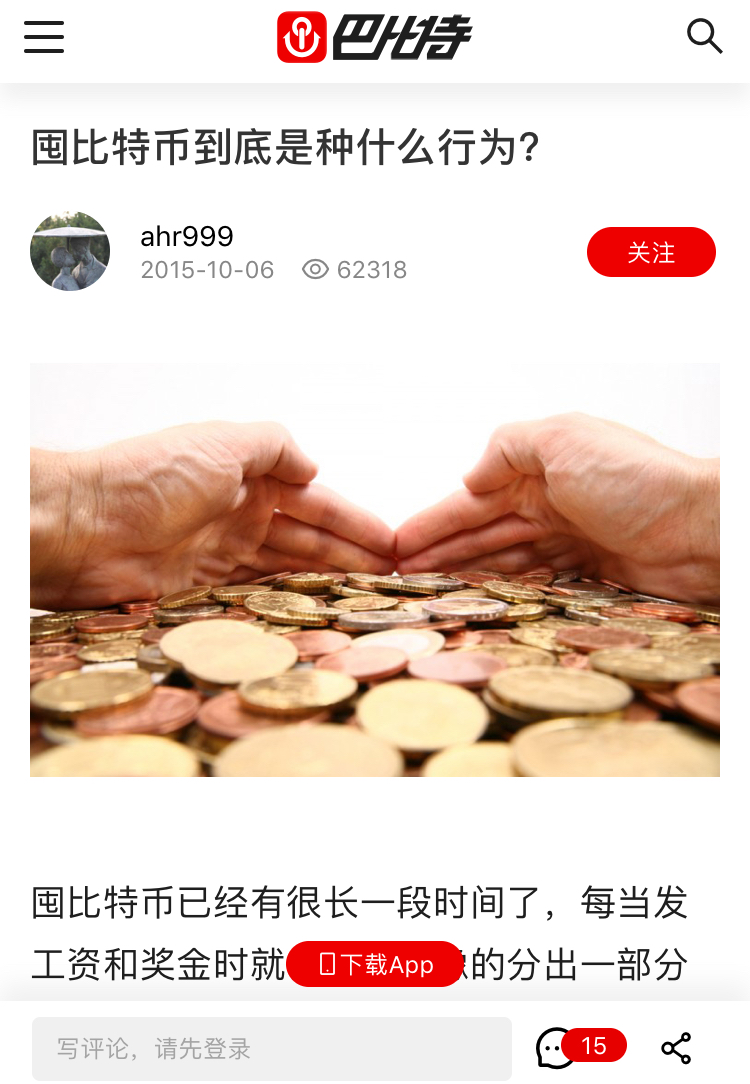 巴比特
囤比特币到底是种什么行为?
ahr999
2015-10-06 62318
关注
囤比特币已经有很长一段时间了，每当发
工资和奖金时就
下载App
的分出一部分
写评论，请先登录
15